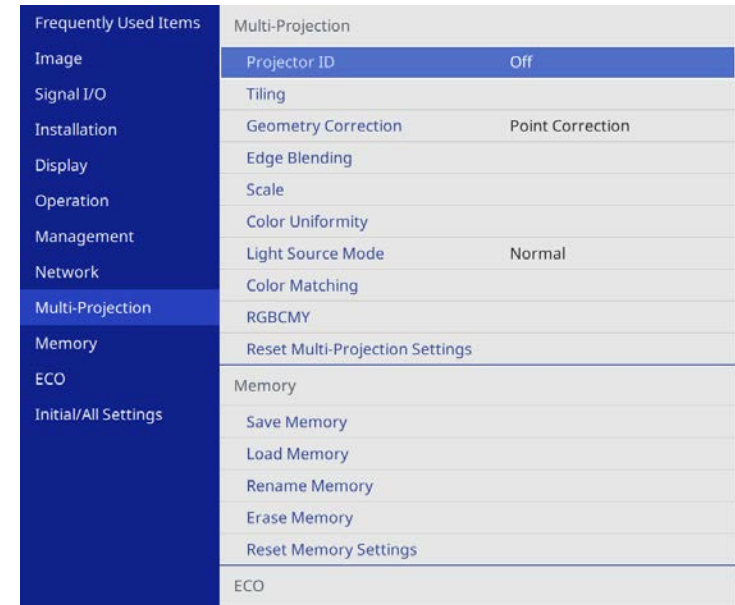 Frequently Used Items
Image
Signal I/O
Installation
Display
Operation
Management
Network
Multi-Projection
Memory
ECO
Initial/All Settings
Multi-Projection
Projector ID Off
Tiling
Geometry Correction Point Correction
Edge Blending
Scale
Color Uniformity
Light Source Mode Normal
Color Matching
RGBCMY
Reset Multi-Projection Settings
Memory
Save Memory
Load Memory
Rename Memory
Erase Memory
Reset Memory Settings
ECO